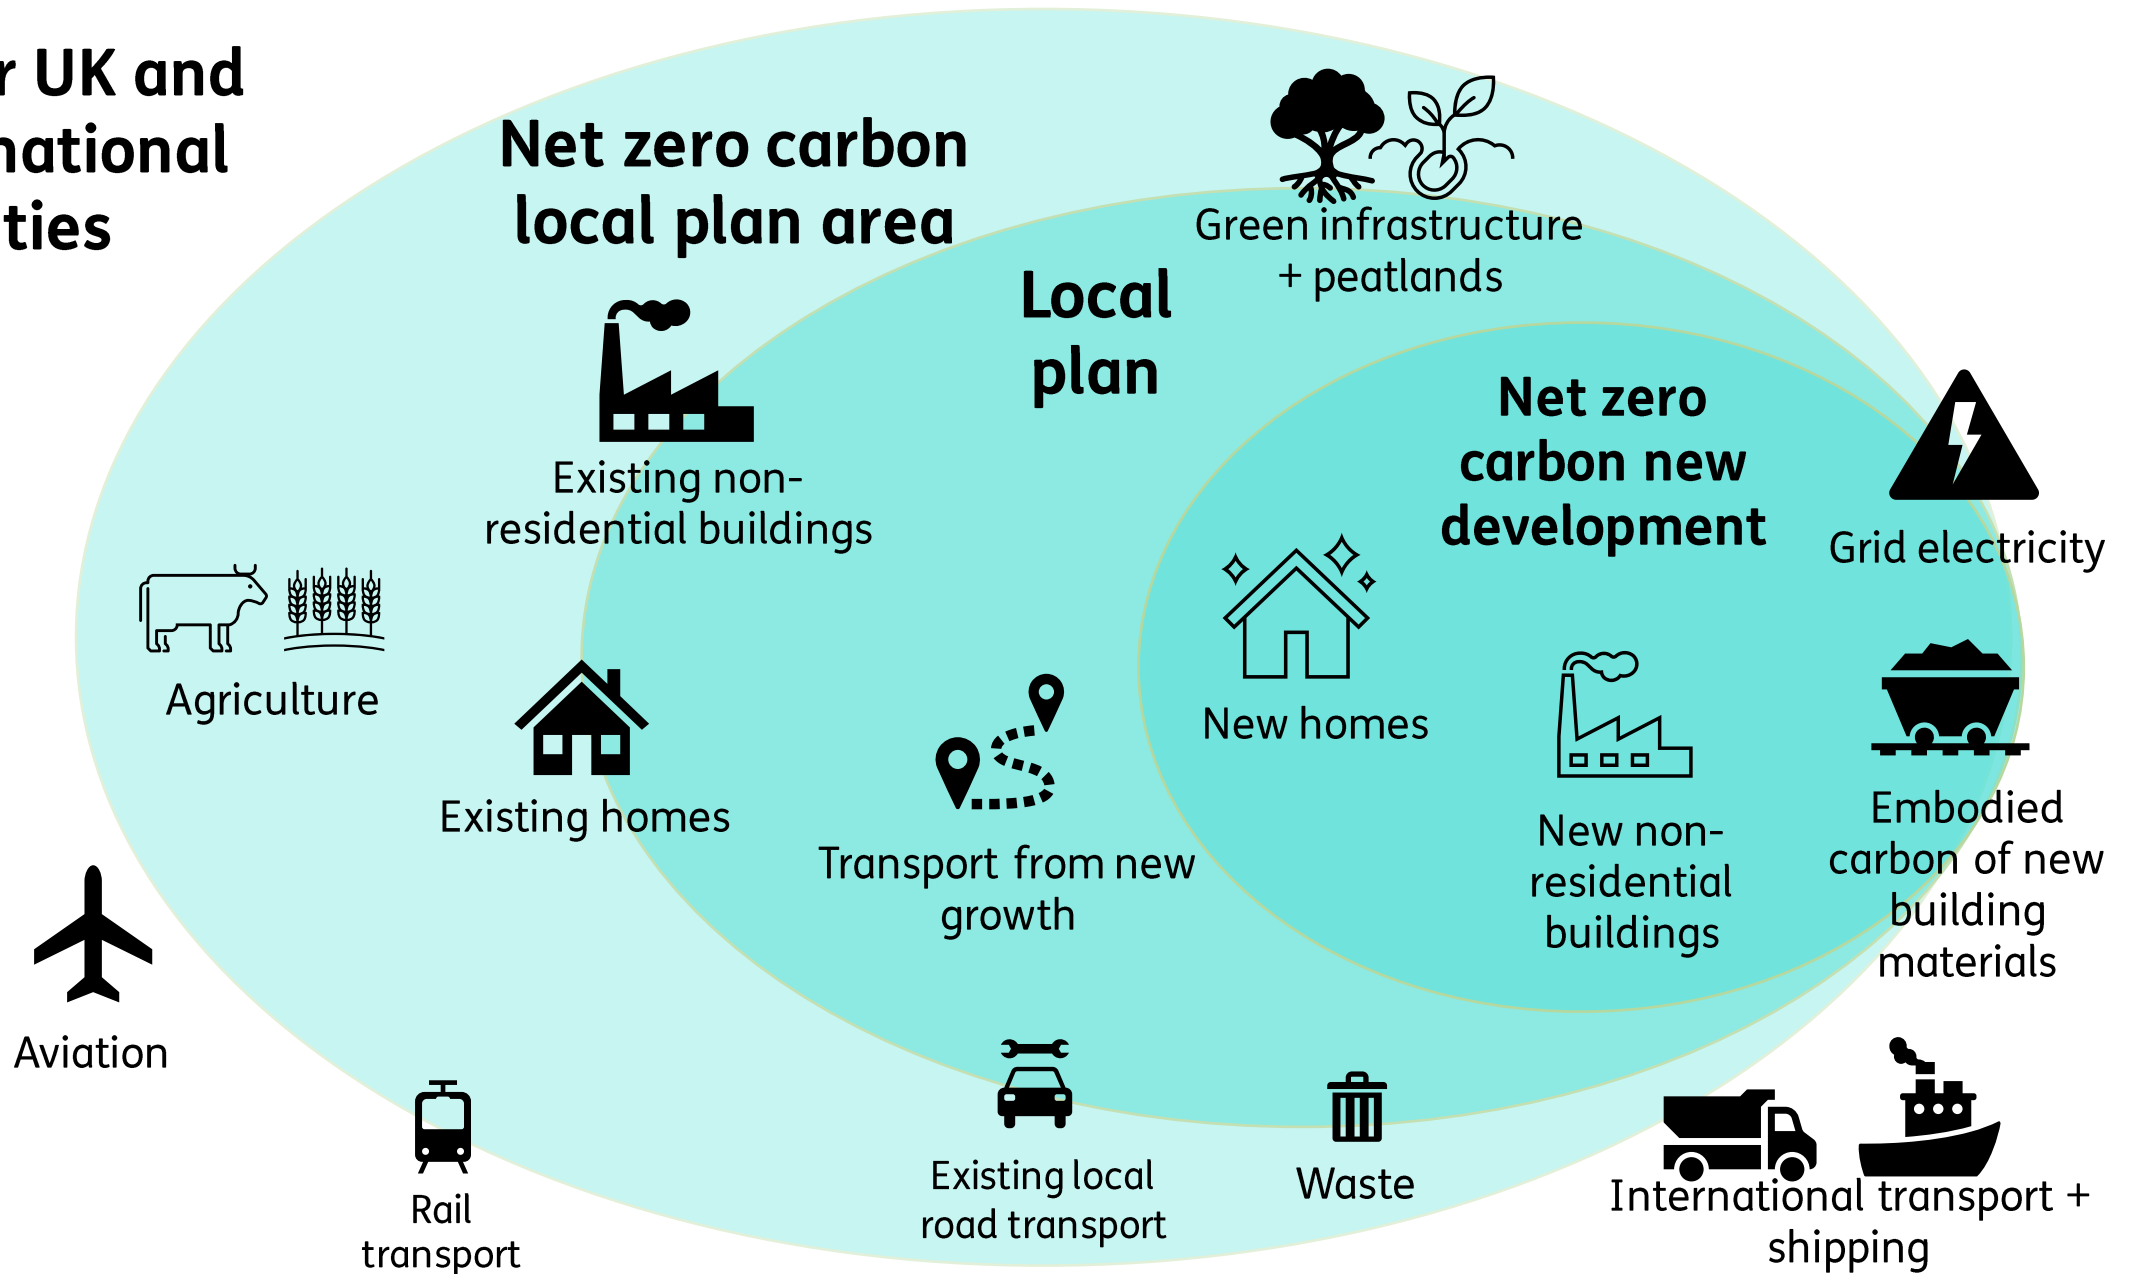 r UK and
national
ties
Net zero carbon
local plan area
Green infrastructure
+ peatlands
Local
plan
Net zero
carbon new
development
Existing non-
residential buildings
Grid electricity
Agriculture
New homes
Existing homes
Embodied
carbon of new
building
materials
New non-
residential
buildings
Transport from new
growth
Aviation
Rail
transport
Existing local
road transport
Waste
International transport +
shipping